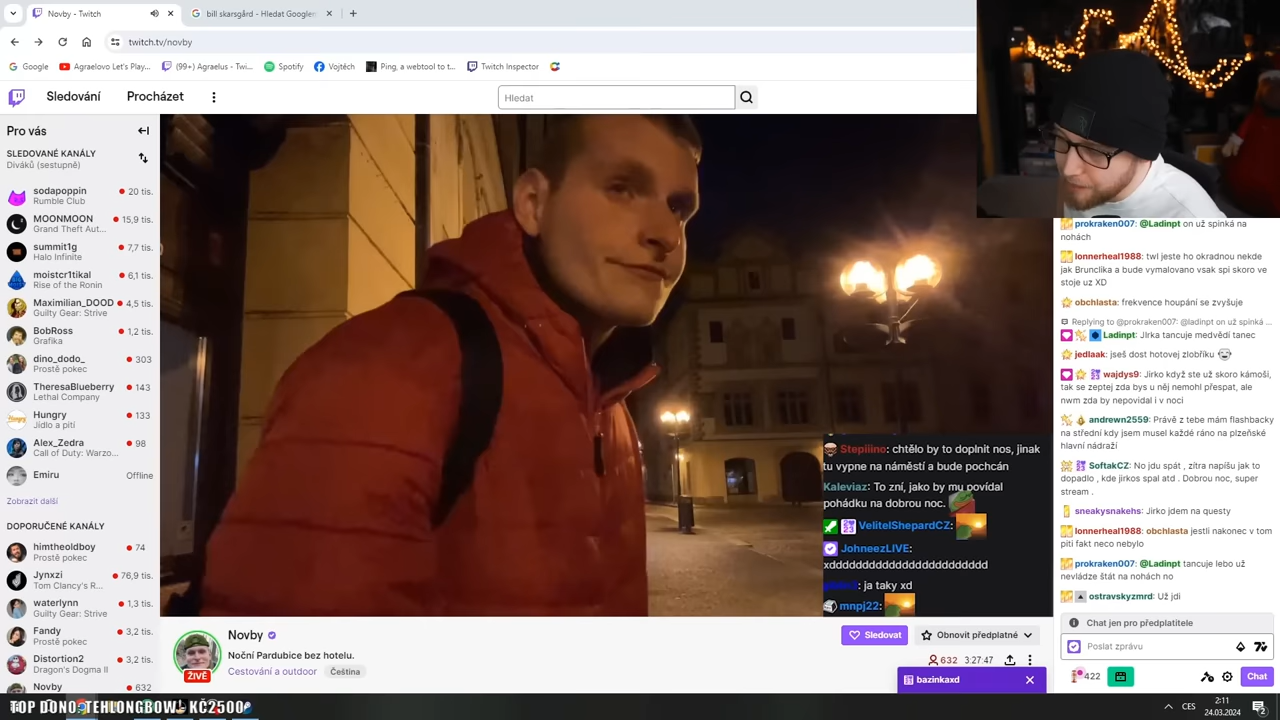 Novby - Twitch
bill skarsgård - Hledat Google
twitch.tv/novby
Google
Agraelovo Let's Play...
(99+) Agraelus - Twi...
Spotify
Vojtěch
Ping, a webtool to t...
Twitch Inspector
Sledování
Procházet
Hledat
Pro vás
SLEDOVANÉ KANÁLY
Diváků (sestupně)
sodapoppin
20 tis.
Rumble Club
MOONMOON
15,9 tis.
Grand Theft Aut...
summit1g
7,7 tis.
Halo Infinite
moistcr1tikal
6,1 tis.
Rise of the Ronin
Maximilian_DOOD
4,5 tis.
Guilty Gear: Strive
BobRoss
1,2 tis.
Grafika
dino_dodo_
303
Prostě pokec
TheresaBlueberry
143
Lethal Company
Hungry
133
Jídlo a pití
Alex_Zedra
98
Call of Duty: Warzo...
Emiru
Offline
Zobrazit další
DOPORUČENÉ KANÁLY
himtheoldboy
74
Prostě pokec
Jynxzi
76,9 tis.
Tom Clancy's R...
waterlynn
1,3 tis.
Guilty Gear: Strive
Fandy
3,2 tis.
Prostě pokec
Distortion2
3,2 tis.
Dragon's Dogma II
Novby
632
Stepiiino: chtělo by to doplnit nos, jinak
tu vypne na náměstí a bude pochcán
Kaleviaz: To zní, jako by mu povídal
pohádku na dobrou noc.
VelitelShepardCZ:
JohneezLIVE:
xdddddddddddddddddddddd
ja taky xd
mnpj22:
Novby
Noční Pardubice bez hotelu.
Cestování a outdoor
Čeština
ŽIVĚ
Sledovat
Obnovit předplatné
632
3:27:47
bazinkaxd
prokraken007: @Ladinpt on už spinká na
nohách
lonnerheal1988: twl jeste ho okradnou nekde
jak Brunclika a bude vymalovano vsak spi skoro ve
stoje uz XD
obchlasta: frekvence houpání se zvyšuje
Replying to @prokraken007: @ladinpt on už spinká ...
Ladinpt: Jirka tancuje medvědí tanec
jedlaak: jseš dost hotovej zlobříku
wajdys9: Jirko když ste už skoro kámoši,
tak se zeptej zda bys u něj nemohl přespat, ale
nwm zda by nepovidal i v noci
andrewn2559: Právě z tebe mám flashbacky
na střední kdy jsem musel každé ráno na plzeňské
hlavní nádraží
SoftakCZ: No jdu spát , zítra napíšu jak to
dopadlo , kde jirkos spal atd . Dobrou noc, super
stream .
sneakysnakehs: Jirko jdem na questy
lonnerheal1988: obchlasta jestli nakonec v tom
piti fakt neco nebylo
prokraken007: @Ladinpt tancuje lebo už
nevládze štát na nohách no
ostravskyzmrd: Už jdi
Chat jen pro předplatitele
Poslat zprávu
422
Chat
TOP DONO: TEHLONGBOW - KČ2500
CES
2:11
24.03.2024
2